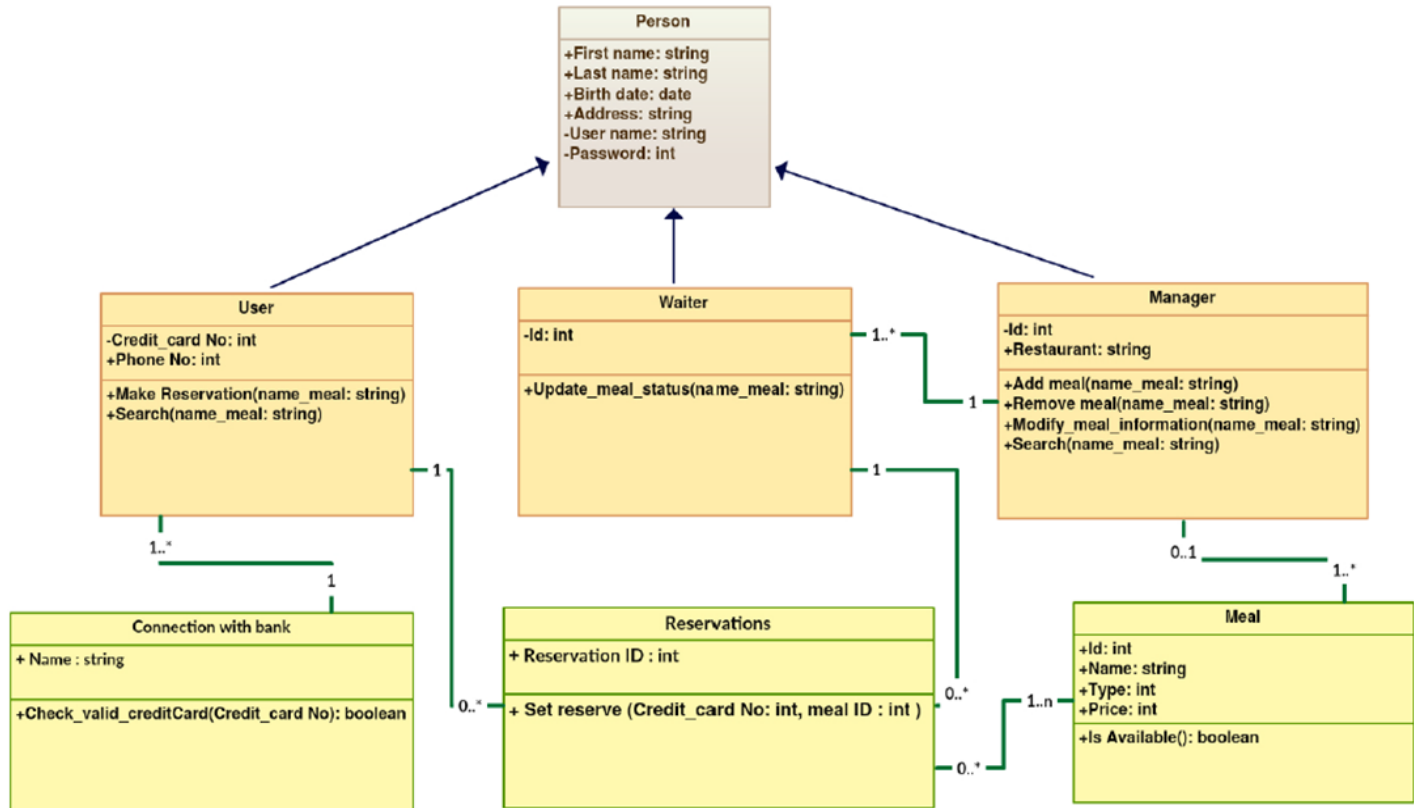 Person
+First name: string
+Last name: string
+Birth date: date
+Address: string
-User name: string
-Password: int
User
-Credit_card No: int
+Phone No: int
+Make Reservation(name_meal: string)
+Search(name_meal: string)
Waiter
-Id: int
+Update_meal_status(name_meal: string)
Manager
-Id: int
+Restaurant: string
+Add meal(name_meal: string)
+Remove meal(name_meal: string)
+Modify_meal_information(name_meal: string)
+Search(name_meal: string)
1..*
1
1
1
1..*
1
0..1
1..*
Connection with bank
+ Name : string
+Check_valid_creditCard(Credit_card No): boolean
0..*
Reservations
+ Reservation ID : int
+ Set reserve (Credit_card No: int, meal ID : int )
0..*
1..n
0..*
Meal
+Id: int
+Name: string
+Type: int
+Price: int
+Is Available(): boolean